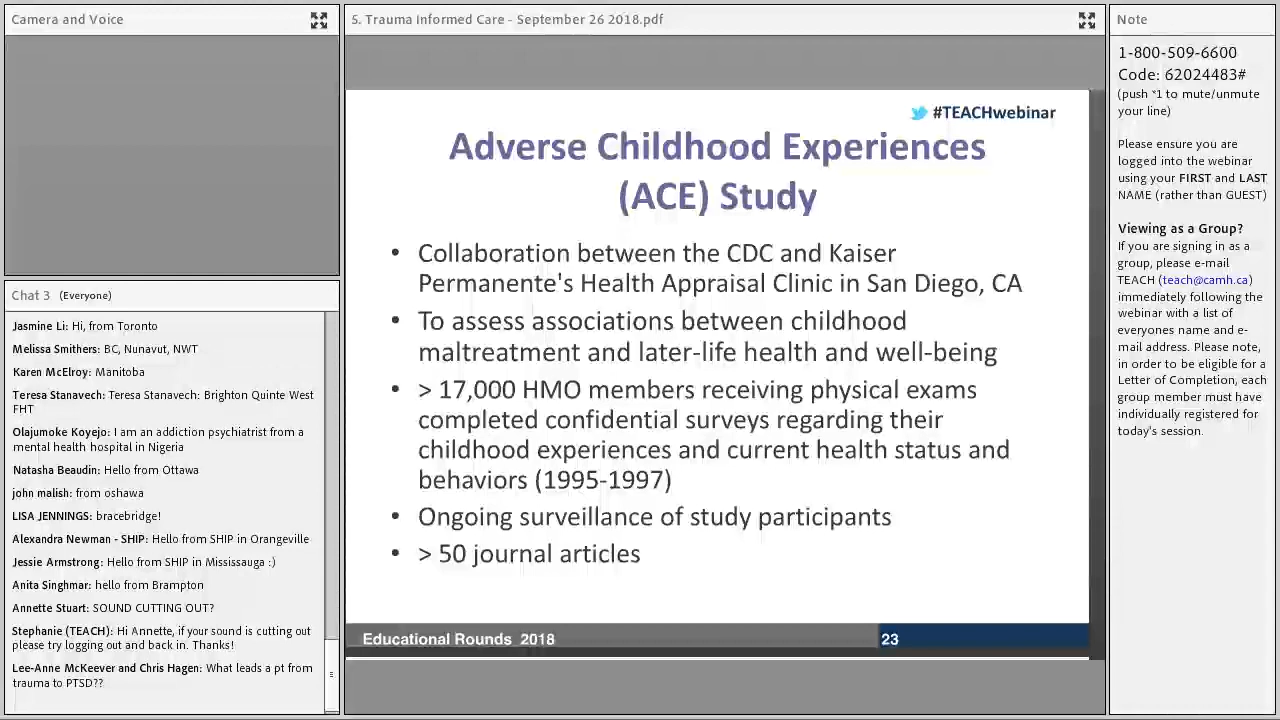 Camera and Voice
Chat 3 (Everyone)
Jasmine Li: Hi, from Toronto
Melissa Smithers: BC, Nunavut, NWT
Karen McElroy: Manitoba
Teresa Stanavech: Teresa Stanavech: Brighton Quinte West
FHT
Olajumoke Koyejo: I am an addiction psychiatrist from a
mental health hospital in Nigeria
Natasha Beaudin: Hello from Ottawa
john malish: from oshawa
LISA JENNINGS: bracebridge!
Alexandra Newman - SHIP: Hello from SHIP in Orangeville
Jessie Armstrong: Hello from SHIP in Mississauga :)
Anita Singhmar: hello from Brampton
Annette Stuart: SOUND CUTTING OUT?
Stephanie (TEACH): Hi Annette, if your sound is cutting out
please try logging out and back in. Thanks!
Lee-Anne McKeever and Chris Hagen: What leads a pt from
trauma to PTSD??
5. Trauma Informed Care - September 26 2018.pdf
#TEACHwebinar
Adverse Childhood Experiences
(ACE) Study
• Collaboration between the CDC and Kaiser
Permanente's Health Appraisal Clinic in San Diego, CA
• To assess associations between childhood
maltreatment and later-life health and well-being
• > 17,000 HMO members receiving physical exams
completed confidential surveys regarding their
childhood experiences and current health status and
behaviors (1995-1997)
• Ongoing surveillance of study participants
• > 50 journal articles
Educational Rounds 2018
23
Note
1-800-509-6600
Code: 62024483#
(push *1 to mute/unmute
your line)
Please ensure you are
logged into the webinar
using your FIRST and LAST
NAME (rather than GUEST)
Viewing as a Group?
If you are signing in as a
group, please e-mail
TEACH (teach@camh.ca)
immediately following the
webinar with a list of
everyones name and e-
mail address. Please note,
in order to be eligible for a
Letter of Completion, each
group member must have
individually registered for
today's session.